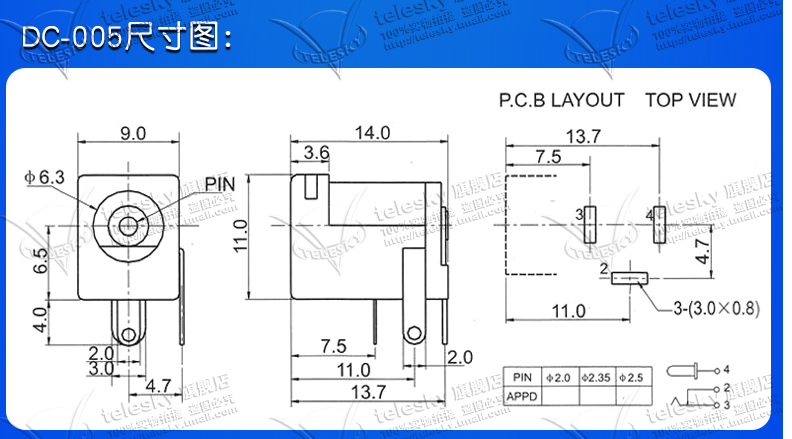 DC-005尺寸图:
telesky 旗舰店
100%实物拍摄 盗图必究
http://telesky.tmall.com
TELESKY
P.C.B LAYOUT TOP VIEW
9.0
14.0
13.7
3.6
7.5
φ6.3
PIN
11.0
3
4
4.7
6.5
2
4.0
11.0
3-(3.0×0.8)
2.0
3.0
4.7
7.5
2.0
11.0
13.7
PIN φ2.0 φ2.35 φ2.5
APPD
4
2
3